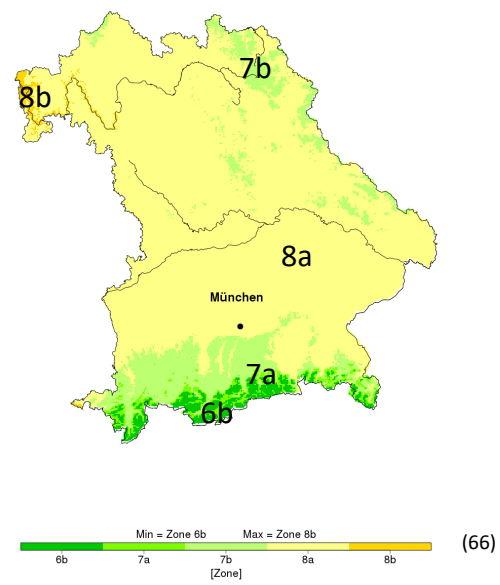 7b
8b
8a
München
7a
6b
Min = Zone 6b Max = Zone 8b
(66)
6b 7a 7b 8a 8b
[Zone]